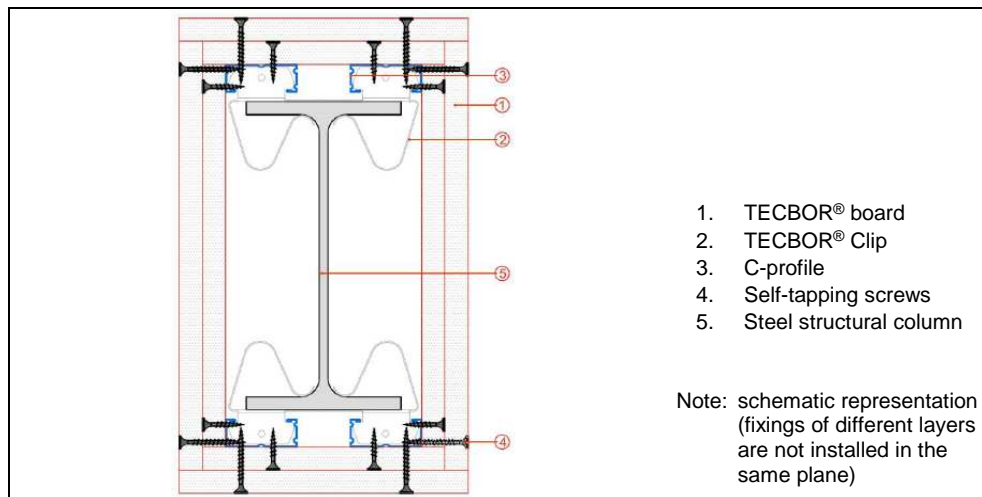 ③
①
②
⑤
④
1. TECBOR® board
2. TECBOR® Clip
3. C-profile
4. Self-tapping screws
5. Steel structural column
Note: schematic representation
(fixings of different layers
are not installed in the
same plane)